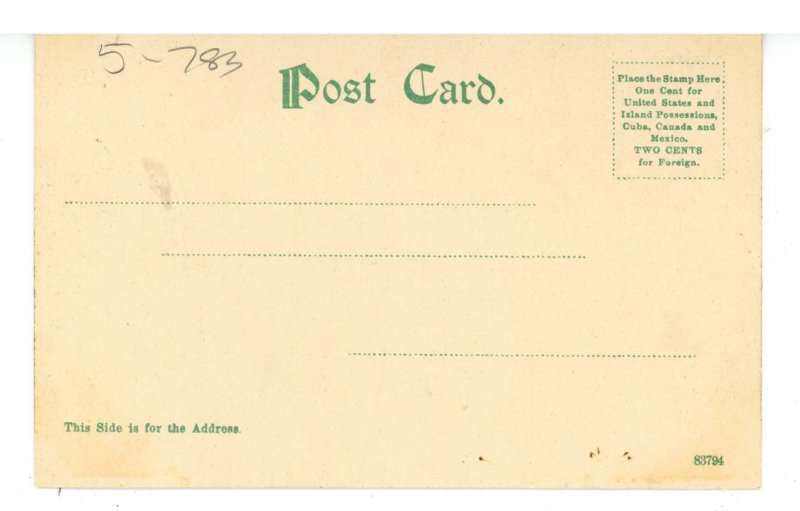 5-783
Post Card.
Place the Stamp Here
One Cent for
United States and
Island Possessions,
Cuba, Canada and
Mexico.
TWO CENTS
for Foreign.
This Side is for the Address.
83794